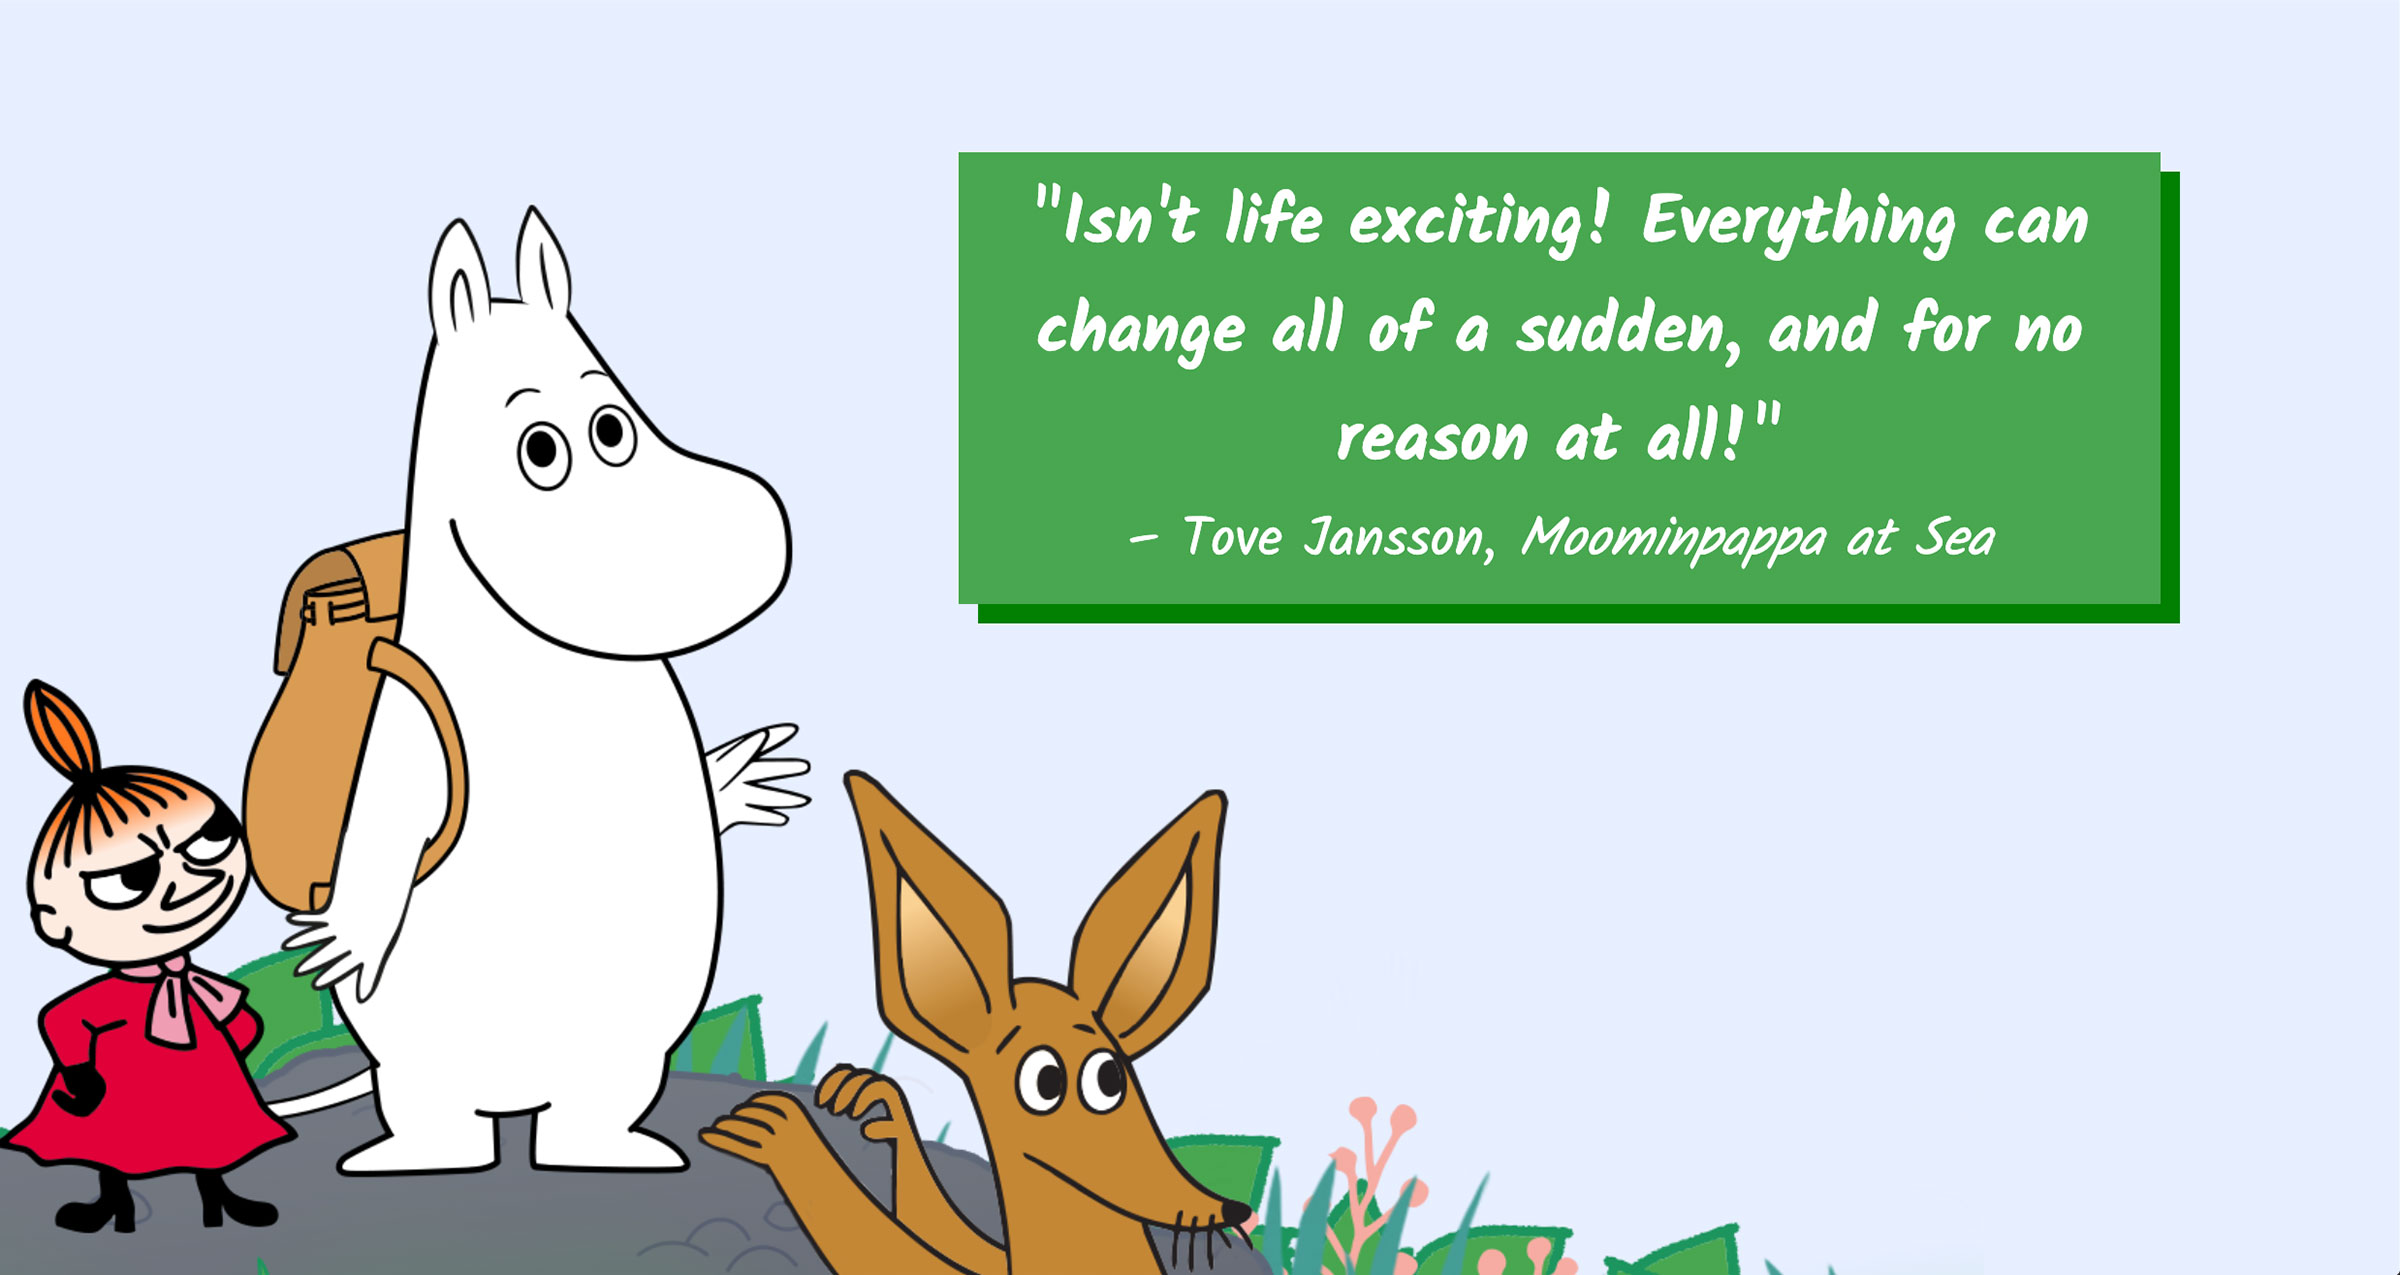 "Isn't life exciting! Everything can
change all of a sudden, and for no
reason at all!"
– Tove Jansson, Moominpappa at Sea